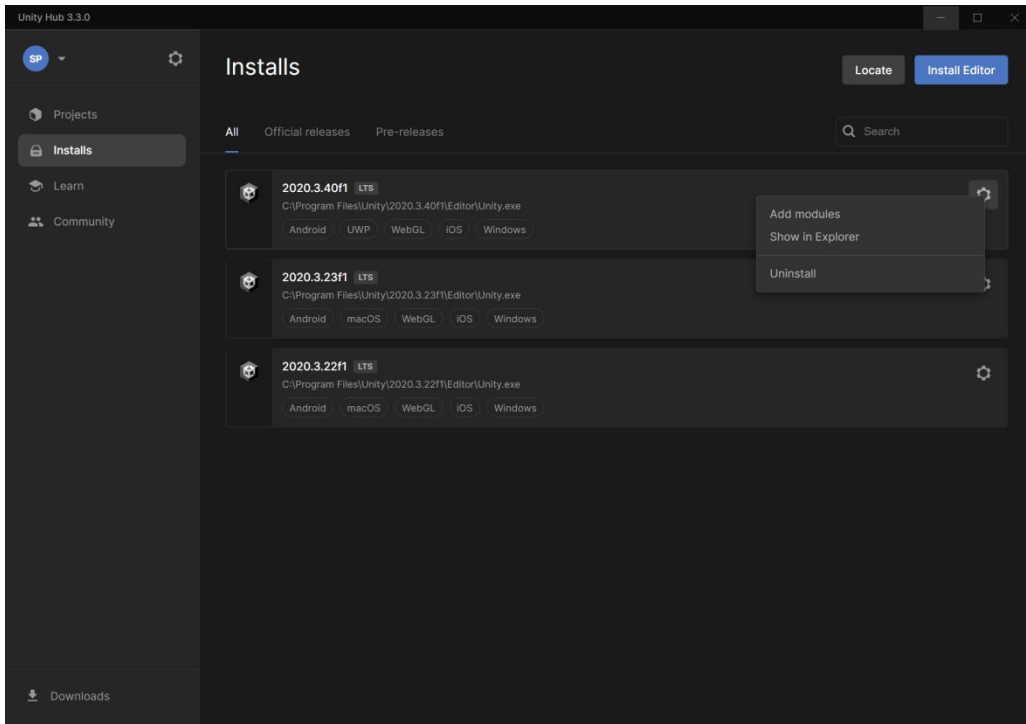 Unity Hub 3.3.0
SP
Projects
Installs
Learn
Community
Downloads
Installs
Locate
Install Editor
All
Official releases
Pre-releases
Search
2020.3.40f1 LTS
C:\Program Files\Unity\2020.3.40f1\Editor\Unity.exe
Android UWP WebGL iOS Windows
Add modules
Show in Explorer
Uninstall
2020.3.23f1 LTS
C:\Program Files\Unity\2020.3.23f1\Editor\Unity.exe
Android macOS WebGL iOS Windows
2020.3.22f1 LTS
C:\Program Files\Unity\2020.3.22f1\Editor\Unity.exe
Android macOS WebGL iOS Windows